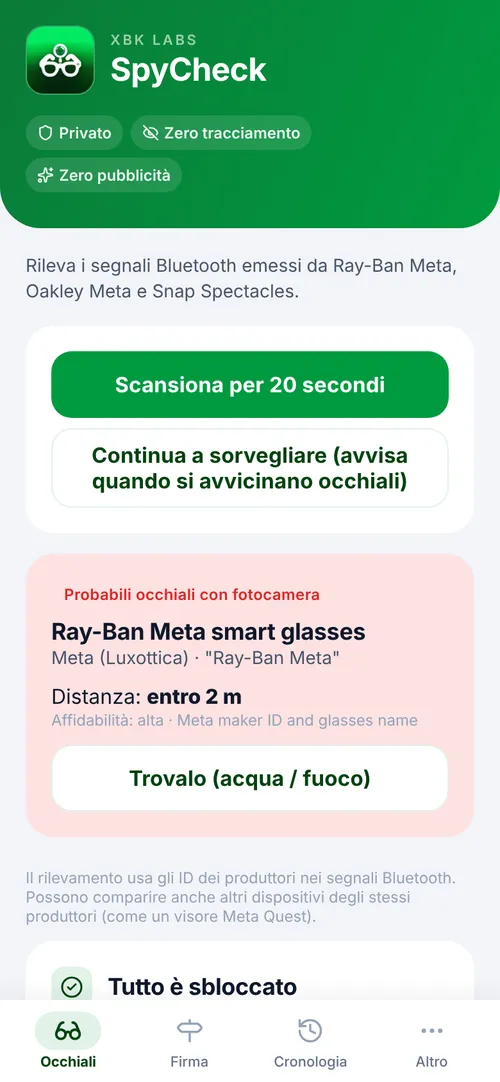 XBK LABS
SpyCheck
Privato
Zero tracciamento
Zero pubblicità
Rileva i segnali Bluetooth emessi da Ray-Ban Meta,
Oakley Meta e Snap Spectacles.
Scansiona per 20 secondi
Continua a sorvegliare (avvisa
quando si avvicinano occhiali)
Probabili occhiali con fotocamera
Ray-Ban Meta smart glasses
Meta (Luxottica) · "Ray-Ban Meta"
Distanza: entro 2 m
Affidabilità: alta · Meta maker ID and glasses name
Trovalo (acqua / fuoco)
Il rilevamento usa gli ID dei produttori nei segnali Bluetooth.
Possono comparire anche altri dispositivi degli stessi
produttori (come un visore Meta Quest).
Tutto è sbloccato
Occhiali
Firma
Cronologia
Altro